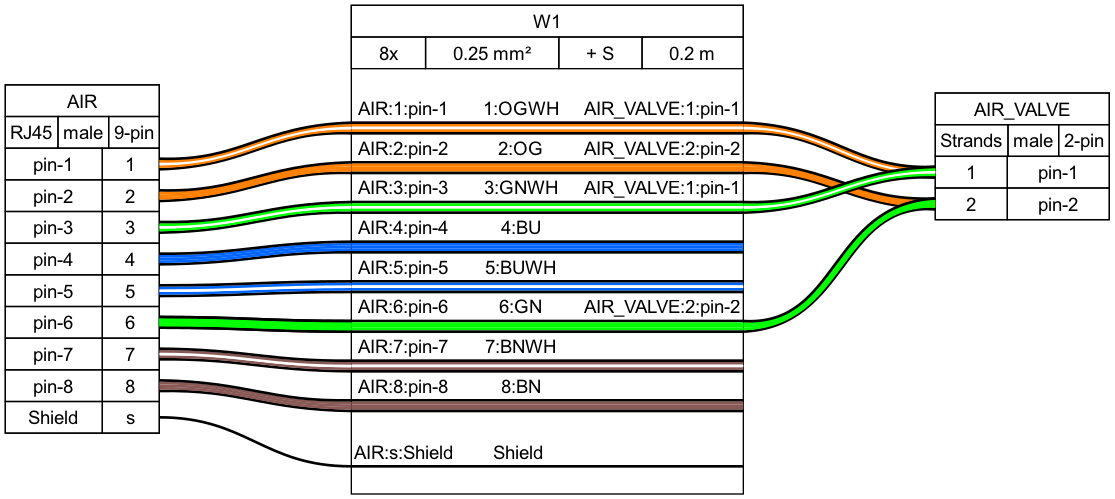 W1
8x 0.25 mm² + S 0.2 m
AIR
RJ45 male 9-pin
pin-1 1
pin-2 2
pin-3 3
pin-4 4
pin-5 5
pin-6 6
pin-7 7
pin-8 8
Shield s
AIR:1:pin-1 1:OGWH AIR_VALVE:1:pin-1
AIR:2:pin-2 2:OG AIR_VALVE:2:pin-2
AIR:3:pin-3 3:GNWH AIR_VALVE:1:pin-1
AIR:4:pin-4 4:BU
AIR:5:pin-5 5:BUWH
AIR:6:pin-6 6:GN AIR_VALVE:2:pin-2
AIR:7:pin-7 7:BNWH
AIR:8:pin-8 8:BN
AIR:s:Shield Shield
AIR_VALVE
Strands male 2-pin
1 pin-1
2 pin-2